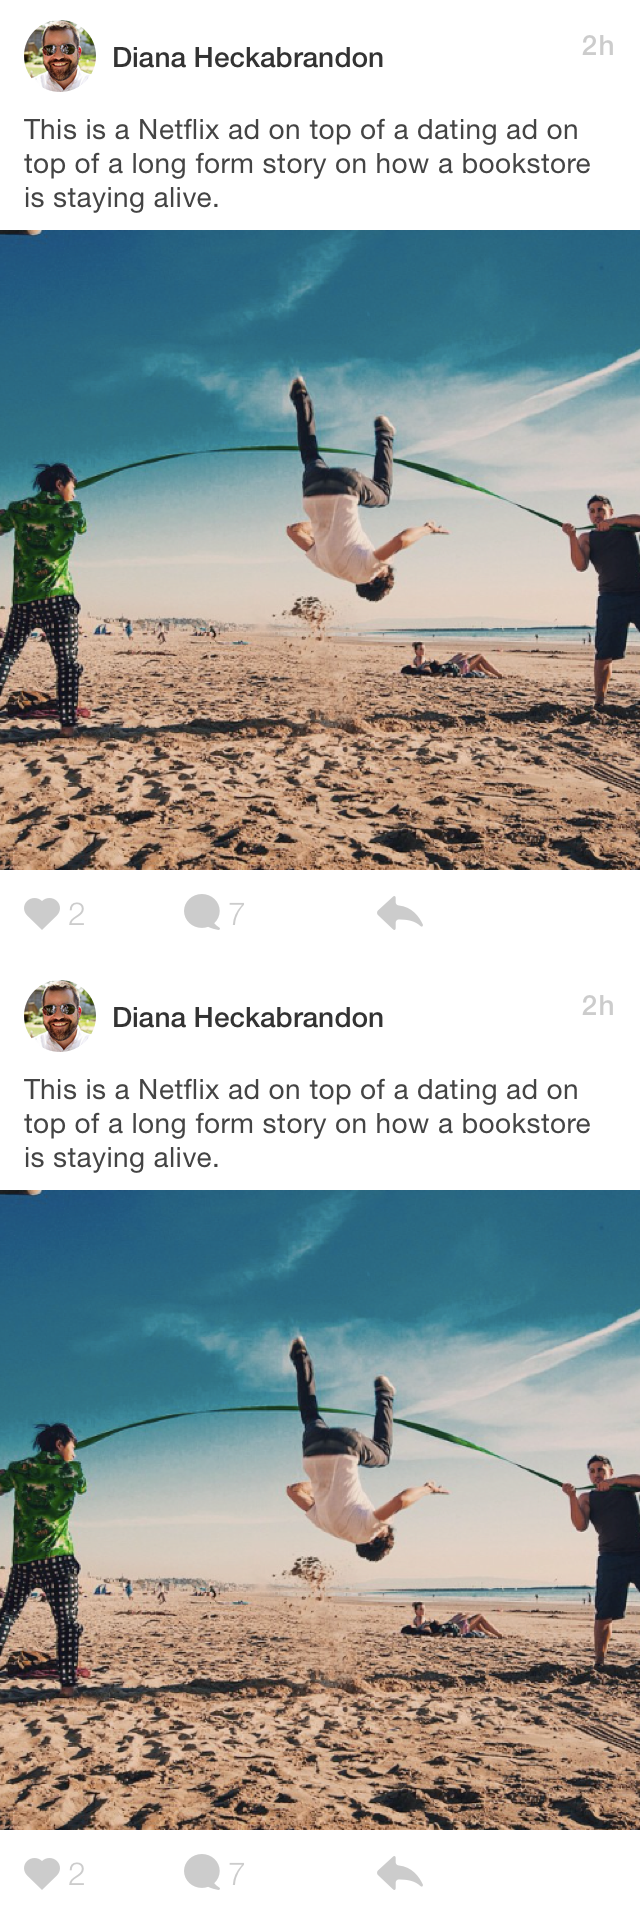 Diana Heckabrandon
2h
This is a Netflix ad on top of a dating ad on
top of a long form story on how a bookstore
is staying alive.
2
7
Diana Heckabrandon
2h
This is a Netflix ad on top of a dating ad on
top of a long form story on how a bookstore
is staying alive.
2
7